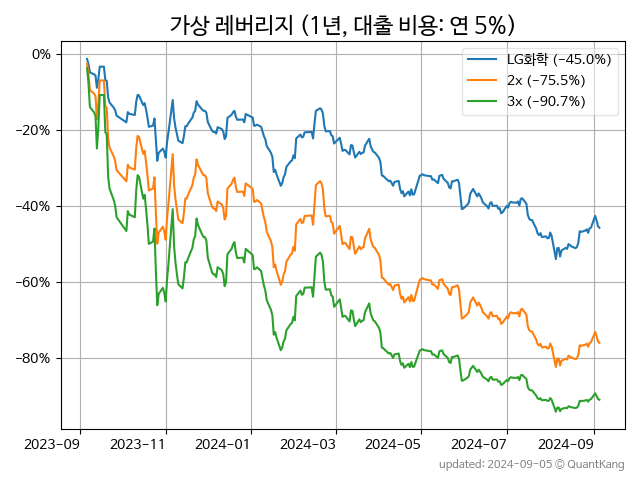 가상 레버리지 (1년, 대출 비용: 연 5%)
LG화학 (−45.0%)
2x (−75.5%)
3x (−90.7%)
0%
−20%
−40%
−60%
−80%
2023-09 2023-11 2024-01 2024-03 2024-05 2024-07 2024-09
updated: 2024-09-05 © QuantKang